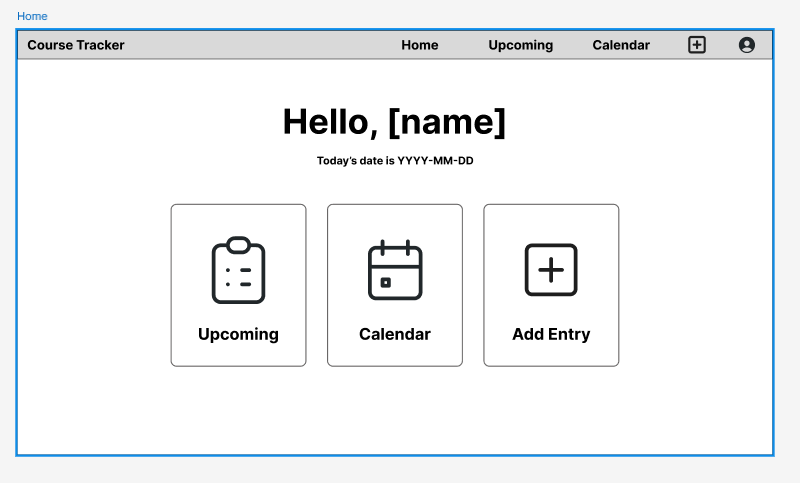 Home
Course Tracker Home Upcoming Calendar
Hello, [name]
Today's date is YYYY-MM-DD
Upcoming Calendar Add Entry